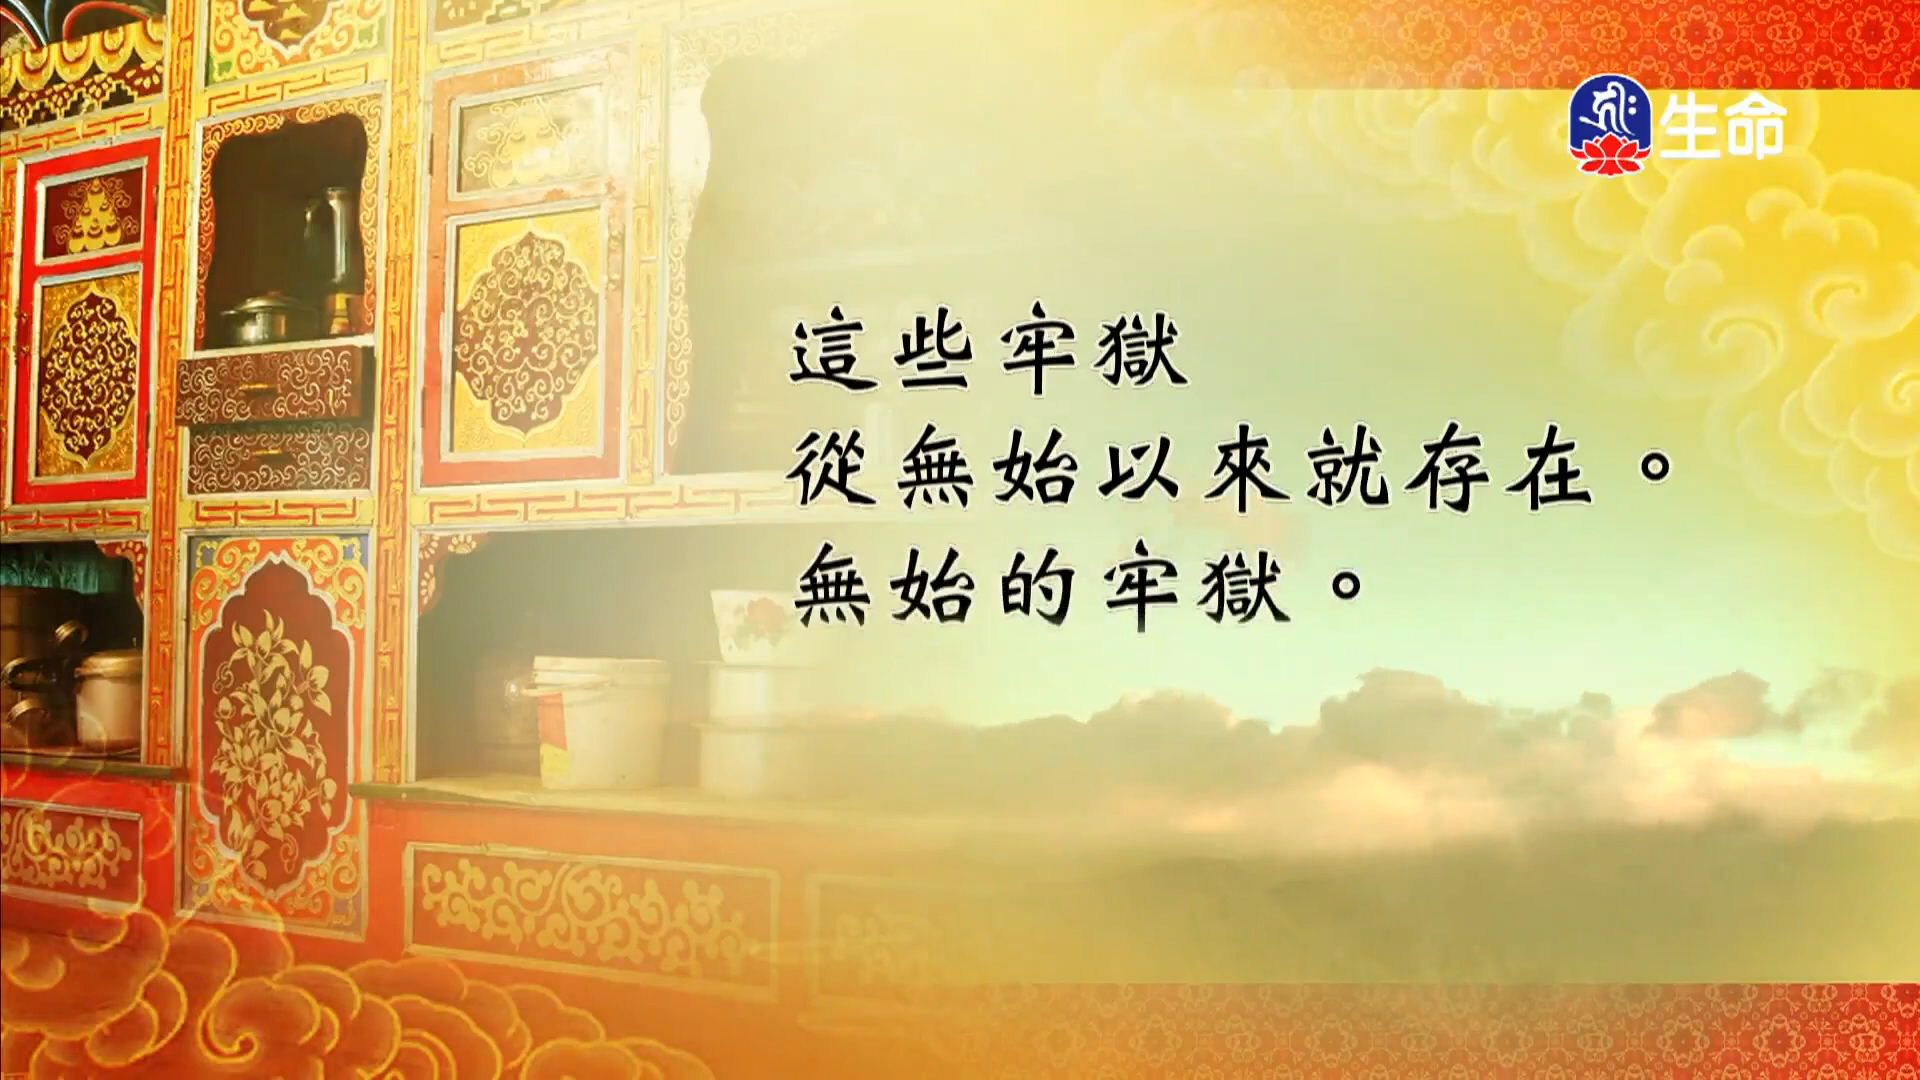 生命
這些牢獄
從無始以來就存在。
無始的牢獄。